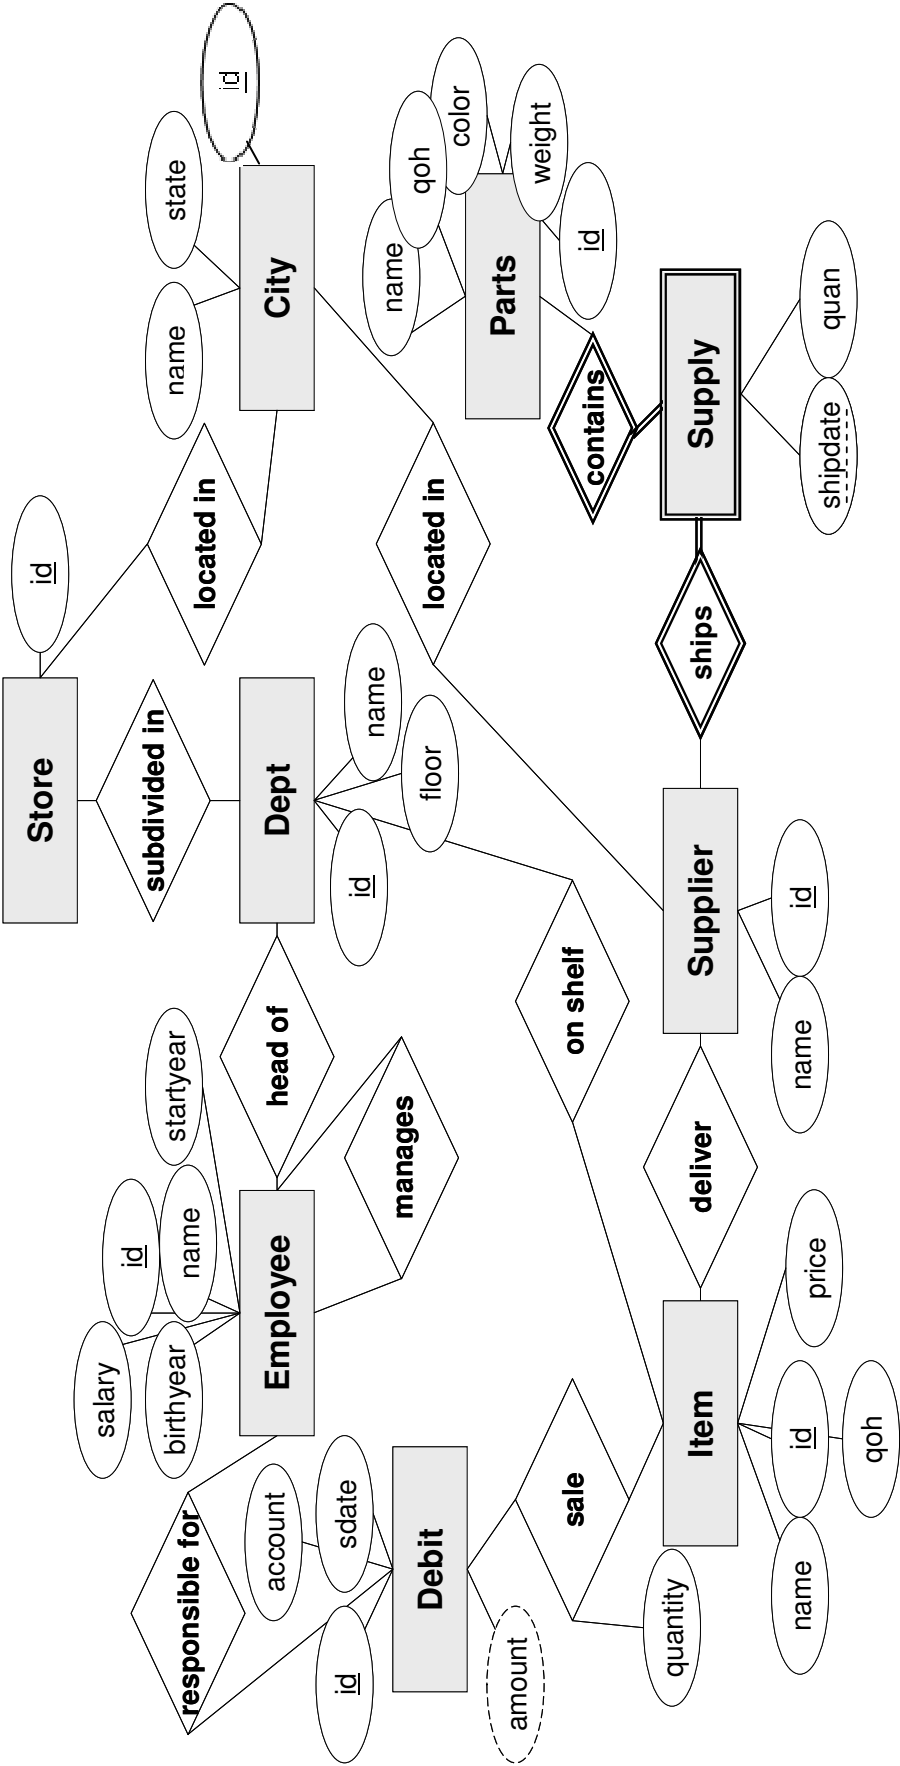 responsible for
salary
id
birthyear
name
startyear
Employee
account
sdate
id
Debit
amount
sale
quantity
Item
name
id
qoh
price
deliver
manages
head of
Store
id
subdivided in
Dept
id
floor
name
on shelf
Supplier
name
id
located in
located in
name
state
id
City
name
qoh
color
weight
id
Parts
contains
ships
Supply
shipdate
quan